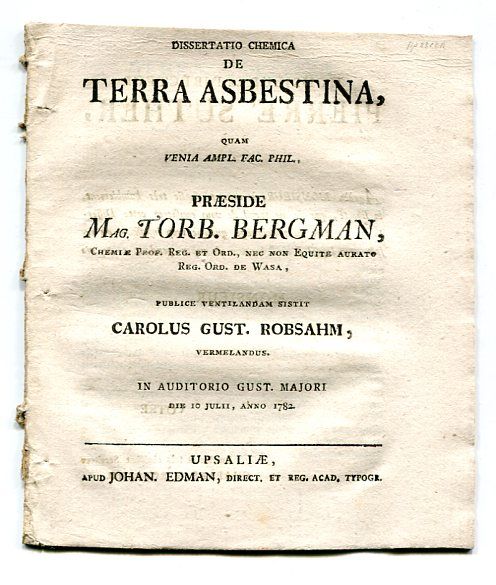 DISSERTATIO CHEMICA
DE
TERRA ASBESTINA,
QUAM
VENIA AMPL. FAC. PHIL.,
PRÆSIDE
MAG. TORB. BERGMAN,
CHEMIÆ PROF. REG. ET ORD., NEC NON EQUITE AURATO
REG. ORD. DE WASA,
PUBLICE VENTILANDAM SISTIT
CAROLUS GUST. ROBSAHM,
VERMELANDUS.
IN AUDITORIO GUST. MAJORI
DIE 10 JULII, ANNO 1782.
UPSALIÆ,
APUD JOHAN. EDMAN, DIRECT. ET REG. ACAD. TYPOGR.